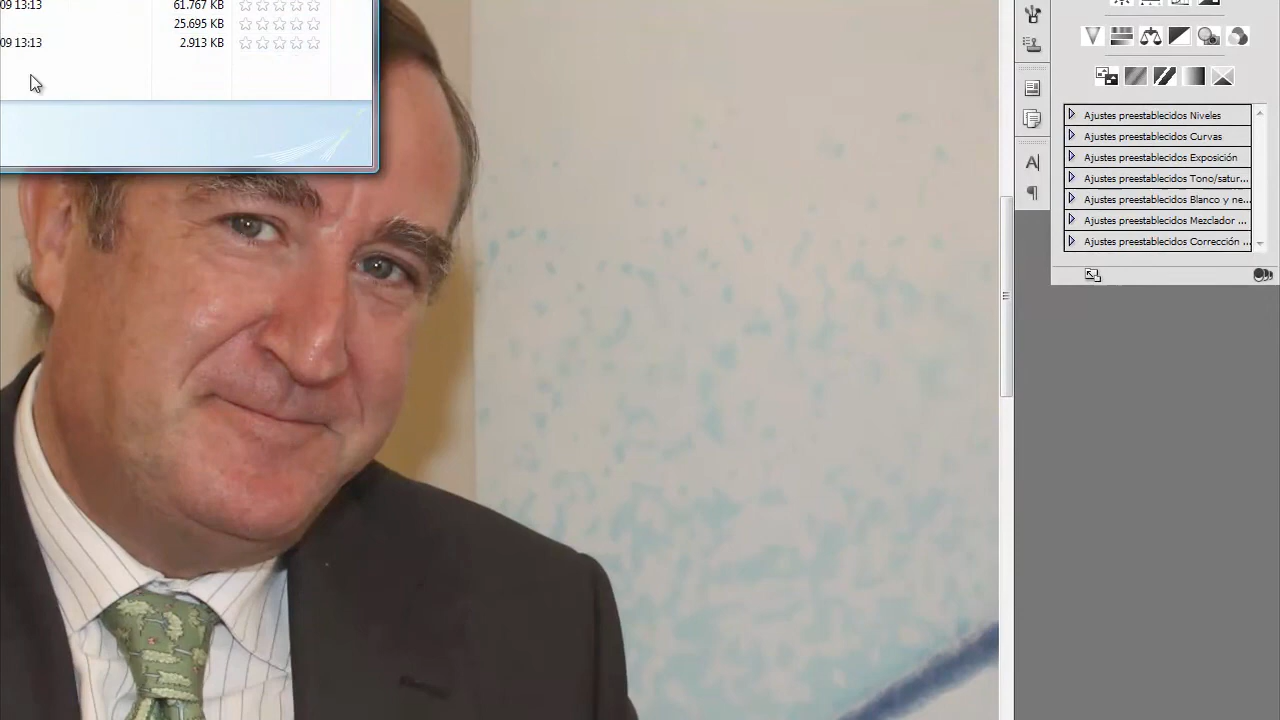 09 13:13 61.767 KB
25.695 KB
09 13:13 2.913 KB
A
Ajustes preestablecidos Niveles
Ajustes preestablecidos Curvas
Ajustes preestablecidos Exposición
Ajustes preestablecidos Tono/satur...
Ajustes preestablecidos Blanco y ne...
Ajustes preestablecidos Mezclador ...
Ajustes preestablecidos Corrección ...